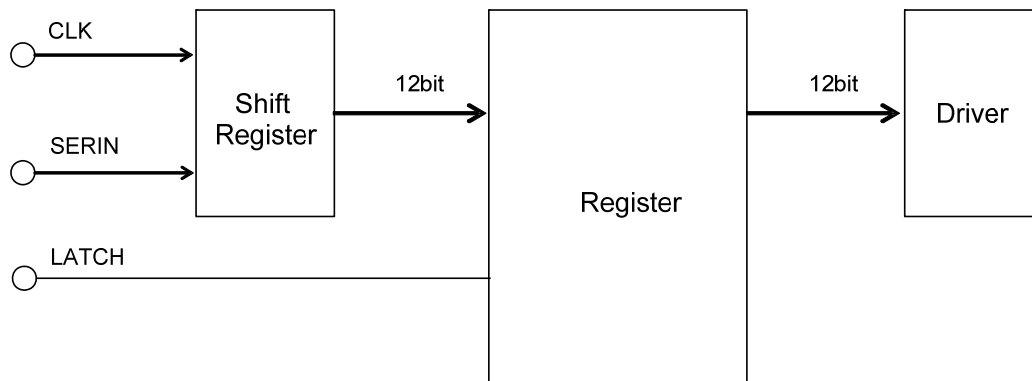 CLK
SERIN
LATCH
Shift
Register
12bit
Register
12bit
Driver